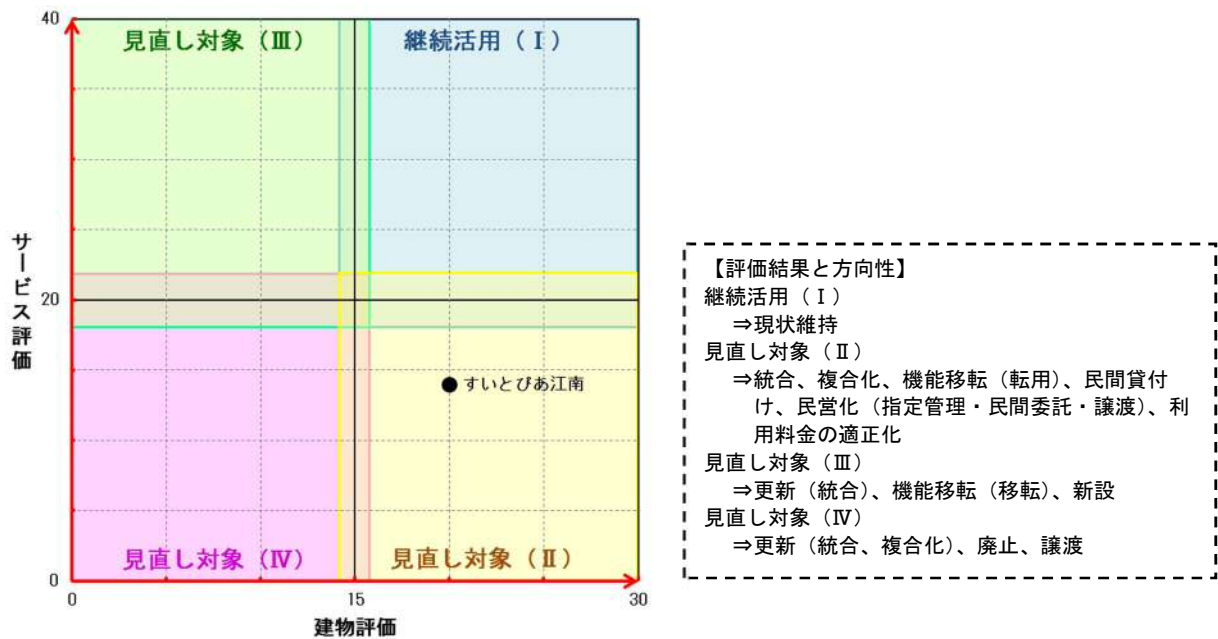 40
見直し対象（Ⅲ）
継続活用（Ⅰ）
サービス評価
20
すいとぴあ江南
見直し対象（Ⅳ）
見直し対象（Ⅱ）
0
0
15
30
建物評価
【評価結果と方向性】
継続活用（Ⅰ）
⇒現状維持
見直し対象（Ⅱ）
⇒統合、複合化、機能移転（転用）、民間貸付
け、民営化（指定管理・民間委託・譲渡）、利
用料金の適正化
見直し対象（Ⅲ）
⇒更新（統合）、機能移転（移転）、新設
見直し対象（Ⅳ）
⇒更新（統合、複合化）、廃止、譲渡